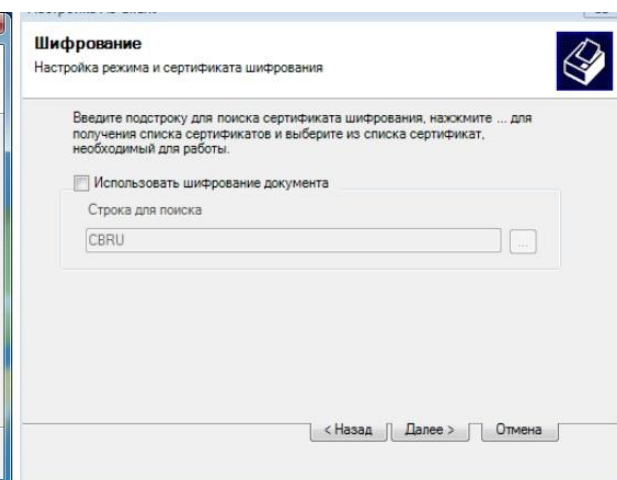 Шифрование
Настройка режима и сертификата шифрования
Введите подстроку для поиска сертификата шифрования, нажжмите ... для
получения списка сертификатов и выберите из списка сертификат,
необходимый для работы.
Использовать шифрование документа
Строка для поиска
CBRU
...
< Назад
Далее >
Отмена